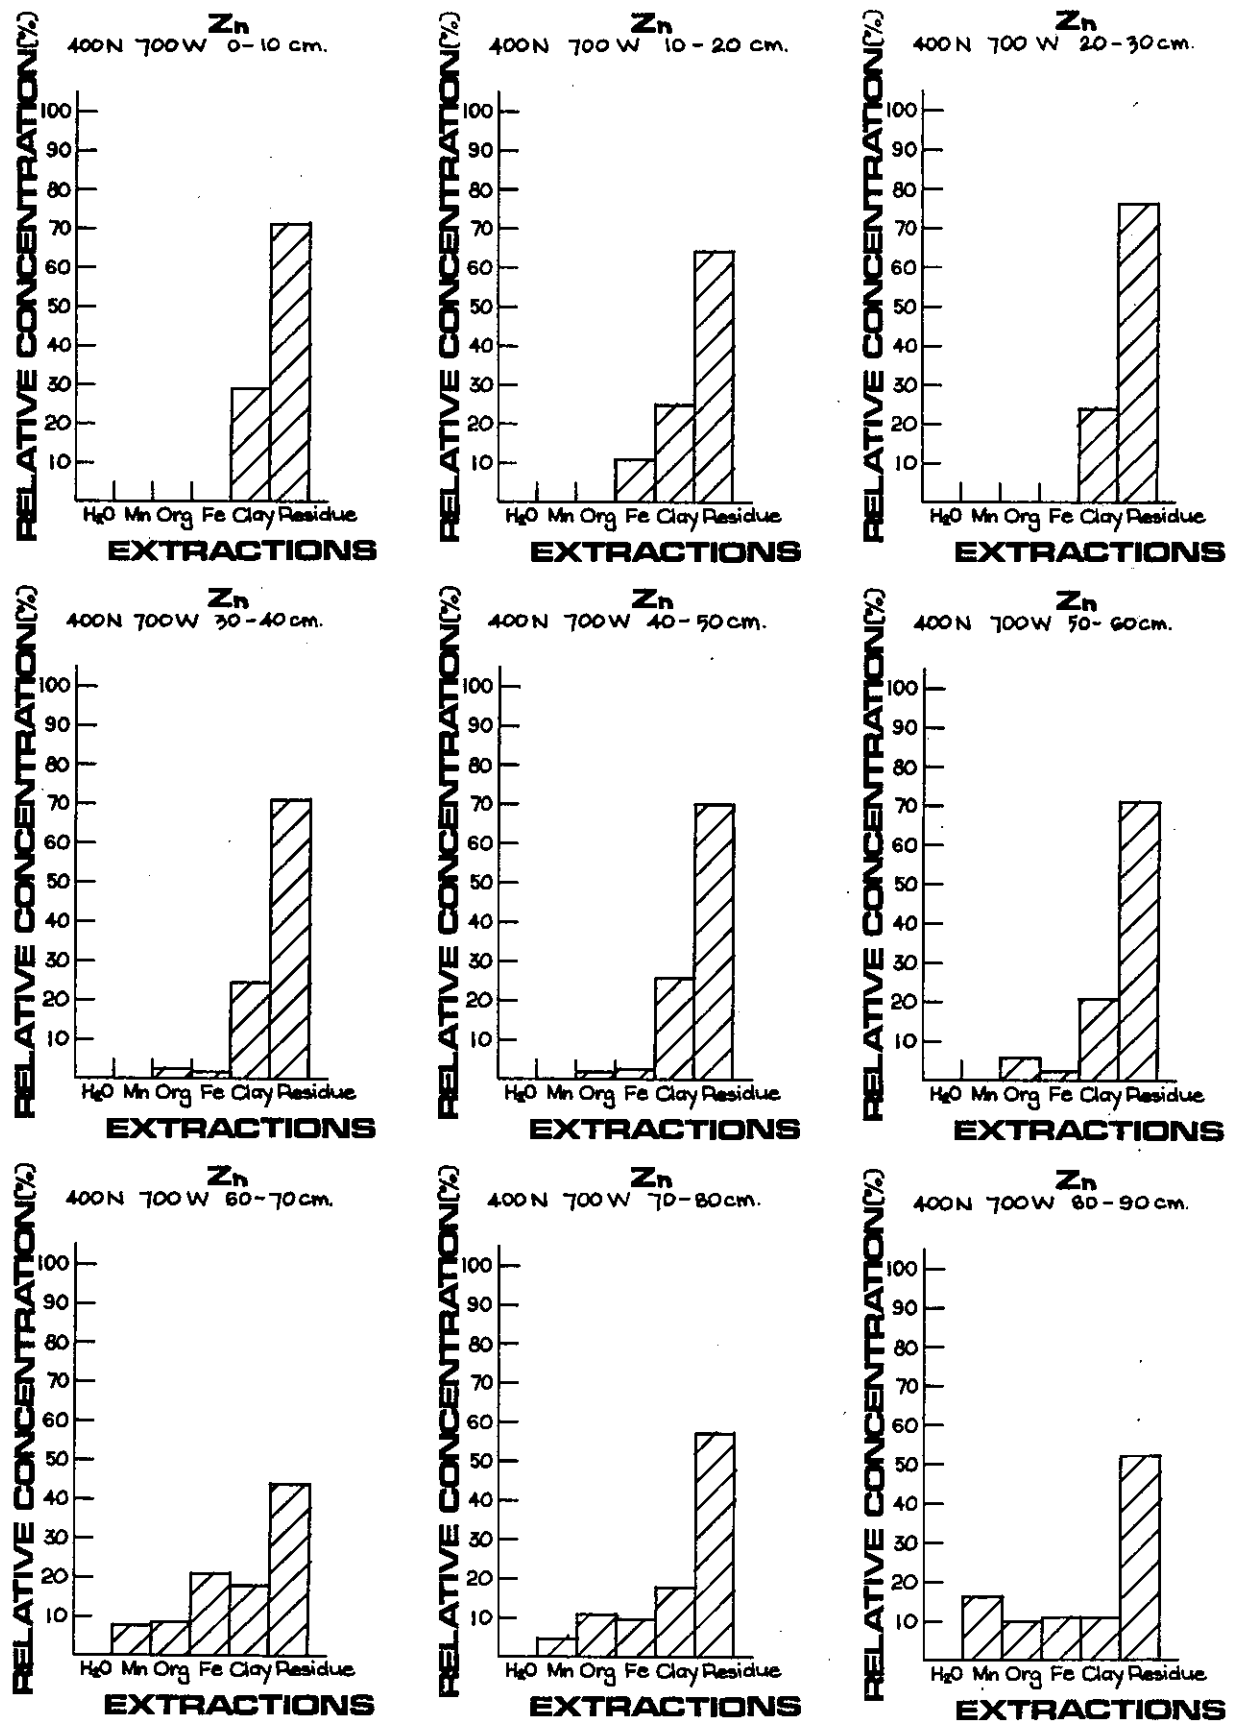 Zn
400N 700W 0-10 cm.
RELATIVE CONCENTRATION(%)
100
90
80
70
60
50
40
30
20
10
H₂O Mn Org Fe Clay Residue
EXTRACTIONS
Zn
400N 700W 10-20 cm.
RELATIVE CONCENTRATION(%)
100
90
80
70
60
50
40
30
20
10
H₂O Mn Org Fe Clay Residue
EXTRACTIONS
Zn
400N 700W 20-30 cm.
RELATIVE CONCENTRATION(%)
100
90
80
70
60
50
40
30
20
10
H₂O Mn Org Fe Clay Residue
EXTRACTIONS
Zn
400N 700W 30-40 cm.
RELATIVE CONCENTRATION(%)
100
90
80
70
60
50
40
30
20
10
H₂O Mn Org Fe Clay Residue
EXTRACTIONS
Zn
400N 700W 40-50 cm.
RELATIVE CONCENTRATION(%)
100
90
80
70
60
50
40
30
20
10
H₂O Mn Org Fe Clay Residue
EXTRACTIONS
Zn
400N 700W 50-60 cm.
RELATIVE CONCENTRATION(%)
100
90
80
70
60
50
40
30
20
10
H₂O Mn Org Fe Clay Residue
EXTRACTIONS
Zn
400N 700W 60-70 cm.
RELATIVE CONCENTRATION(%)
100
90
80
70
60
50
40
30
20
10
H₂O Mn Org Fe Clay Residue
EXTRACTIONS
Zn
400N 700W 70-80 cm.
RELATIVE CONCENTRATION(%)
100
90
80
70
60
50
40
30
20
10
H₂O Mn Org Fe Clay Residue
EXTRACTIONS
Zn
400N 700W 80-90 cm.
RELATIVE CONCENTRATION(%)
100
90
80
70
60
50
40
30
20
10
H₂O Mn Org Fe Clay Residue
EXTRACTIONS